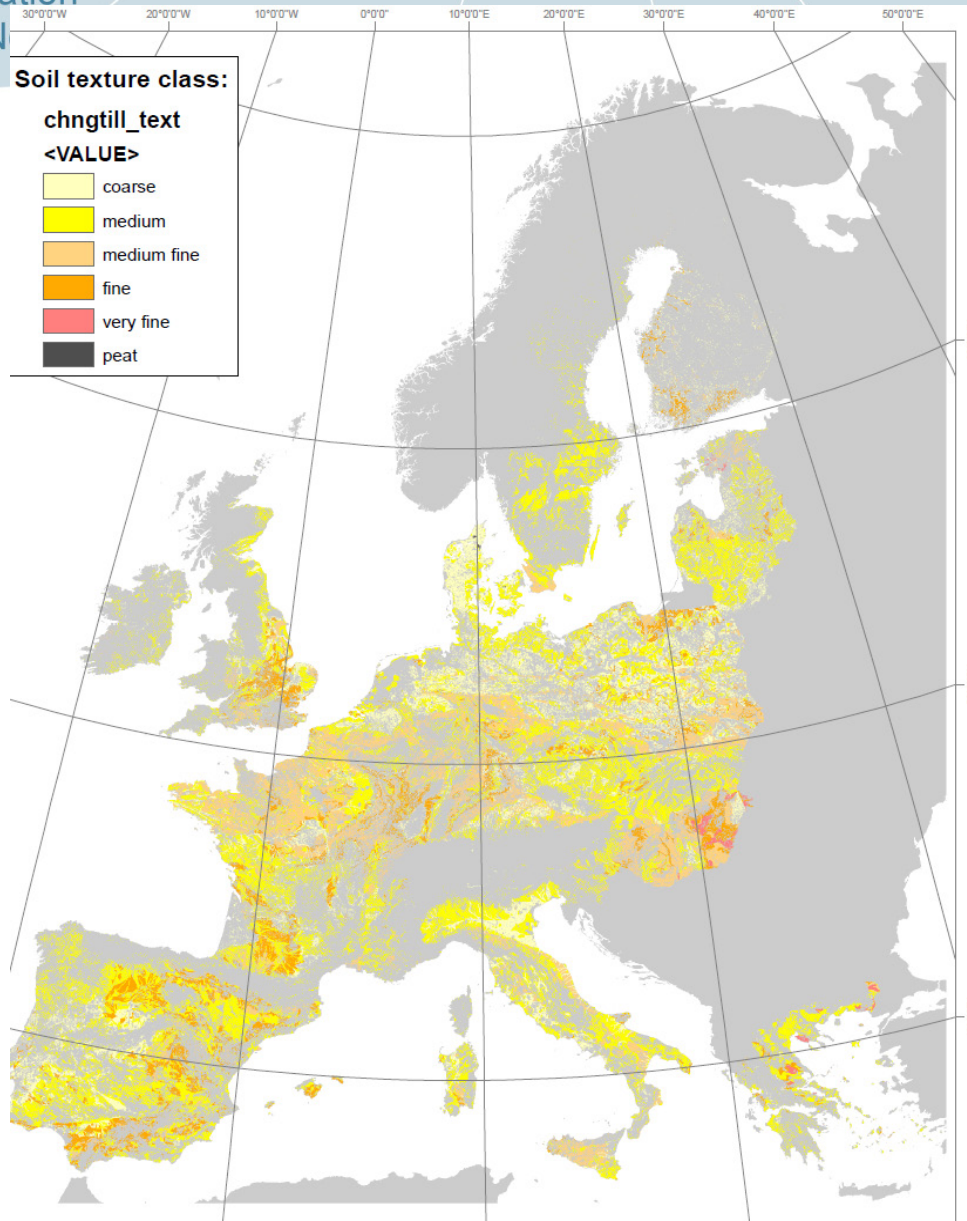 ation
N
30°0'0"W 20°0'0"W 10°0'0"W 0°0'0" 10°0'0"E 20°0'0"E 30°0'0"E 40°0'0"E 50°0'0"E
Soil texture class:
chngtill_text
<VALUE>
coarse
medium
medium fine
fine
very fine
peat